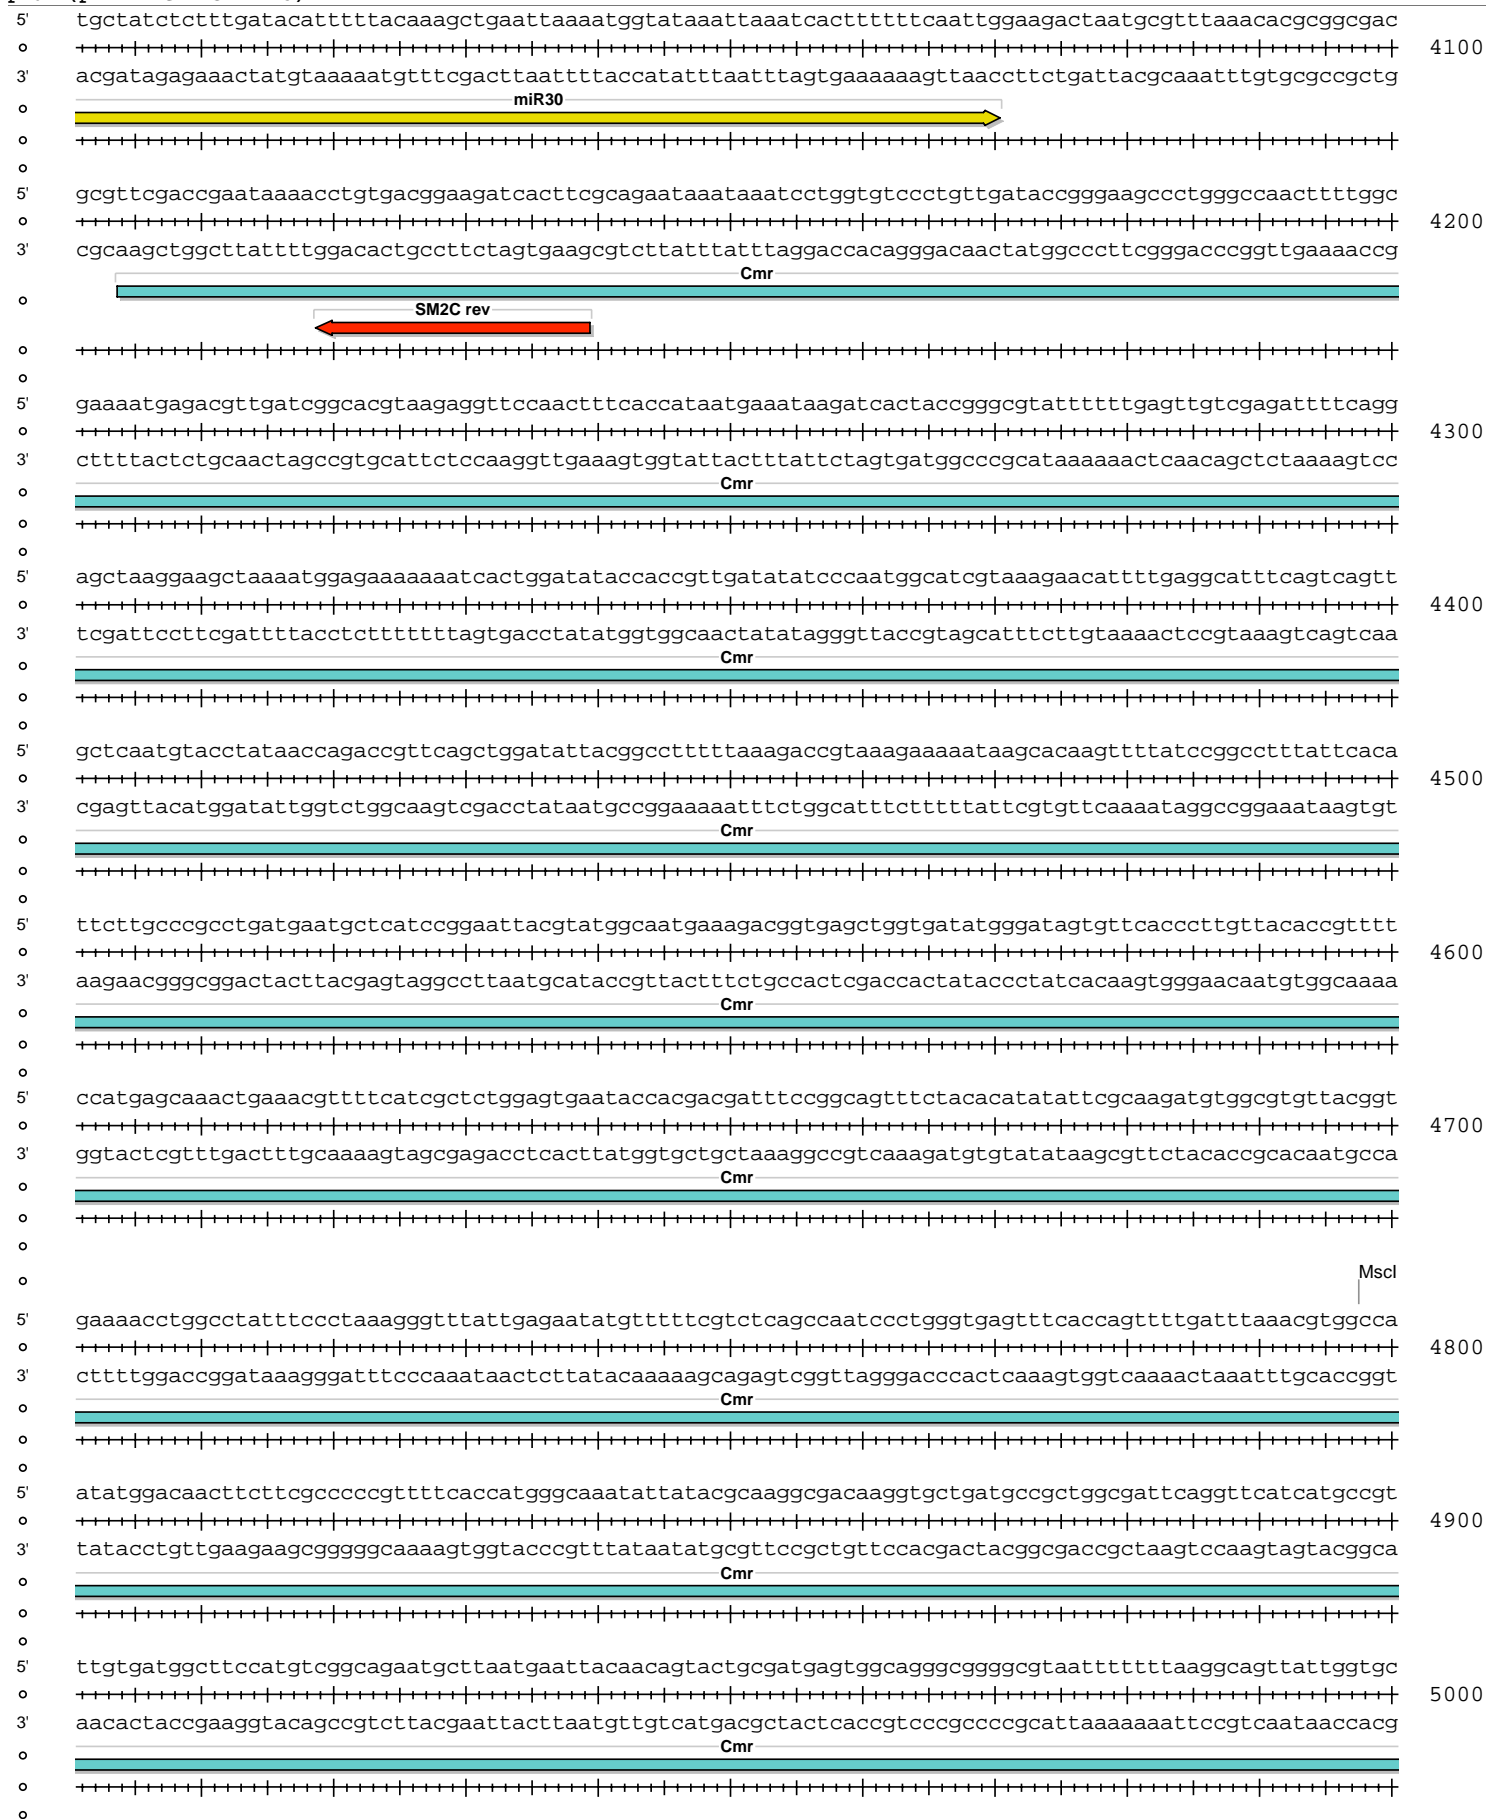 5' tgctatctctttgatacatttttacaaagctgaattaaaatggtataaattaaatcacttttttcaattggaagactaatgcgtttaaacacgcggcgac
4100
3' acgatagagaaactatgtaaaaatgtttcgacttaattttaccatatttaatttagtgaaaaaagttaaccttctgattacgcaaatttgtgcgccgctg
miR30
5' gcgttcgaccgaataaaacctgtgacggaagatcacttcgcagaataaataaatcctggtgtccctgttgataccgggaagccctgggccaacttttggc
4200
3' cgcaagctggcttattttggacactgccttctagtgaagcgtcttatttatttaggaccacagggacaactatggcccttcgggacccggttgaaaaccg
Cmr
SM2C rev
5' gaaaatgagacgttgatcggcacgtaagaggttccaactttcaccataatgaaataagatcactaccgggcgtattttttgagttgtcgagattttcagg
4300
3' cttttactctgcaactagccgtgcattctccaaggttgaaagtggtattactttattctagtgatggcccgcataaaaaactcaacagctctaaaagtcc
Cmr
5' agctaaggaagctaaaatggagaaaaaaatcactggatataccaccgttgatatatcccaatggcatcgtaaagaacattttgaggcatttcagtcagtt
4400
3' tcgattccttcgattttacctctttttttagtgacctatatggtggcaactatatagggttaccgtagcatttcttgtaaaactccgtaaagtcagtcaa
Cmr
5' gctcaatgtacctataaccagaccgttcagctggatattacggcctttttaaagaccgtaaagaaaaataagcacaagttttatccggcctttattcaca
4500
3' cgagttacatggatattggtctggcaagtcgacctataatgccggaaaaatttctggcatttctttttattcgtgttcaaaataggccggaaataagtgt
Cmr
5' ttcttgcccgcctgatgaatgctcatccggaattacgtatggcaatgaaagacggtgagctggtgatatgggatagtgttcacccttgttacaccgtttt
4600
3' aagaacgggcggactacttacgagtaggccttaatgcataccgttactttctgccactcgaccactataccctatcacaagtgggaacaatgtggcaaaa
Cmr
5' ccatgagcaaactgaaacgttttcatcgctctggagtgaataccacgacgatttccggcagtttctacacatatattcgcaagatgtggcgtgttacggt
4700
3' ggtactcgtttgactttgcaaaagtagcgagacctcacttatggtgctgctaaaggccgtcaaagatgtgtatataagcgttctacaccgcacaatgcca
Cmr
MscI
5' gaaaacctggcctatttccctaaagggtttattgagaatatgtttttcgtctcagccaatccctgggtgagtttcaccagttttgatttaaacgtggcca
4800
3' cttttggaccggataaagggatttcccaaataactcttatacaaaaagcagagtcggttagggacccactcaaagtggtcaaaactaaatttgcaccggt
Cmr
5' atatggacaacttcttcgcccccgttttcaccatgggcaaatattatacgcaaggcgacaaggtgctgatgccgctggcgattcaggttcatcatgccgt
4900
3' tatacctgttgaagaagcgggggcaaaagtggtacccgtttataatatgcgttccgctgttccacgactacggcgaccgctaagtccaagtagtacggca
Cmr
5' ttgtgatggcttccatgtcggcagaatgcttaatgaattacaacagtactgcgatgagtggcagggcggggcgtaatttttttaaggcagttattggtgc
5000
3' aacactaccgaaggtacagccgtcttacgaattacttaatgttgtcatgacgctactcaccgtcccgccccgcattaaaaaaattccgtcaataaccacg
Cmr